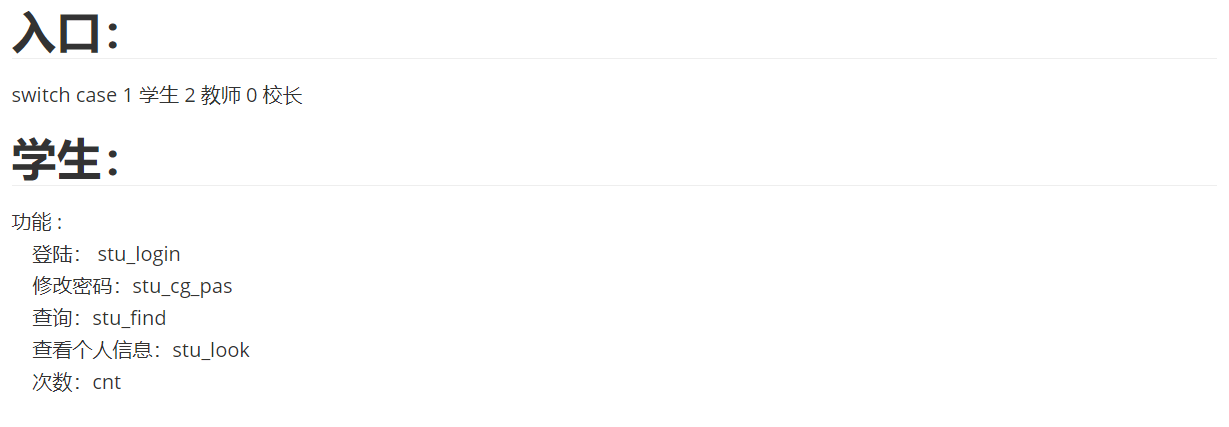 入口：
switch case 1 学生 2 教师 0 校长
学生：
功能 :
登陆： stu_login
修改密码：stu_cg_pas
查询：stu_find
查看个人信息：stu_look
次数：cnt